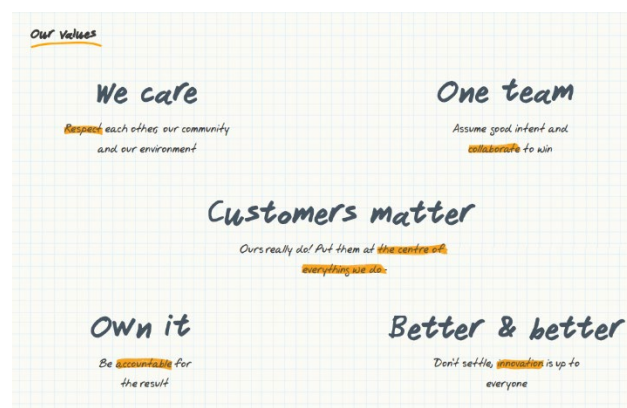 Our values
We care
Respect each other, our community
and our environment
One team
Assume good intent and
collaborate to win
Customers matter
Ours really do! Put them at the centre of
everything we do.
Own it
Be accountable for
the result
Better & better
Don't settle, innovation is up to
everyone